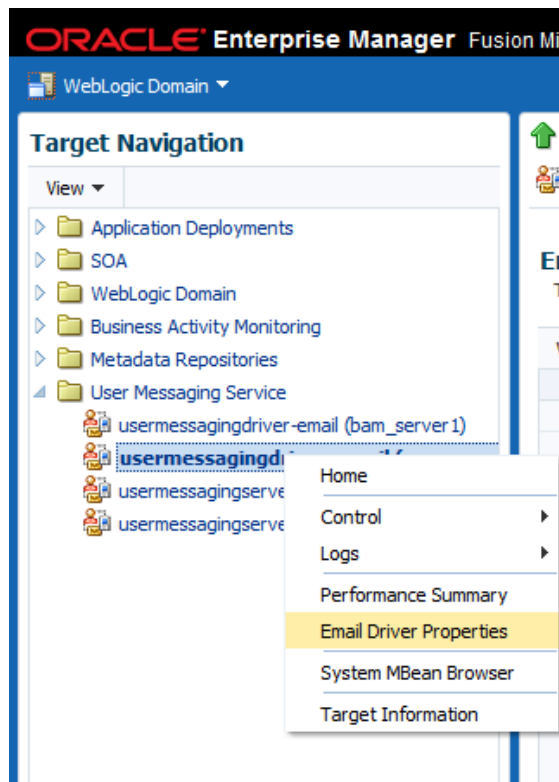 ORACLE Enterprise Manager Fusion Mi
WebLogic Domain
Target Navigation
View
Application Deployments
SOA
WebLogic Domain
Business Activity Monitoring
Metadata Repositories
User Messaging Service
usermessagingdriver-email (bam_server1)
usermessagingd
usermessagingserve
usermessagingserve
Home
Control
Logs
Performance Summary
Email Driver Properties
System MBean Browser
Target Information